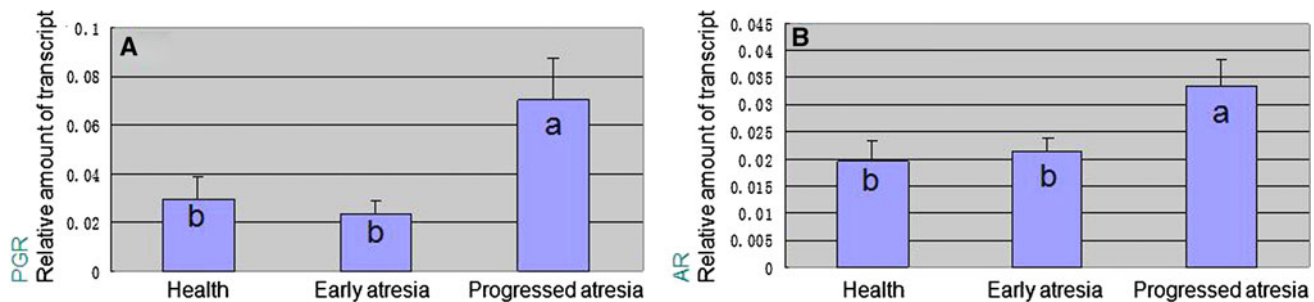 A
PGR
Relative amount of transcript
0.1
0.08
0.06
0.04
0.02
0
b
b
a
Health
Early atresia
Progressed atresia
B
AR
Relative amount of transcript
0.045
0.04
0.035
0.03
0.025
0.02
0.015
0.01
0.005
0
b
b
a
Health
Early atresia
Progressed atresia